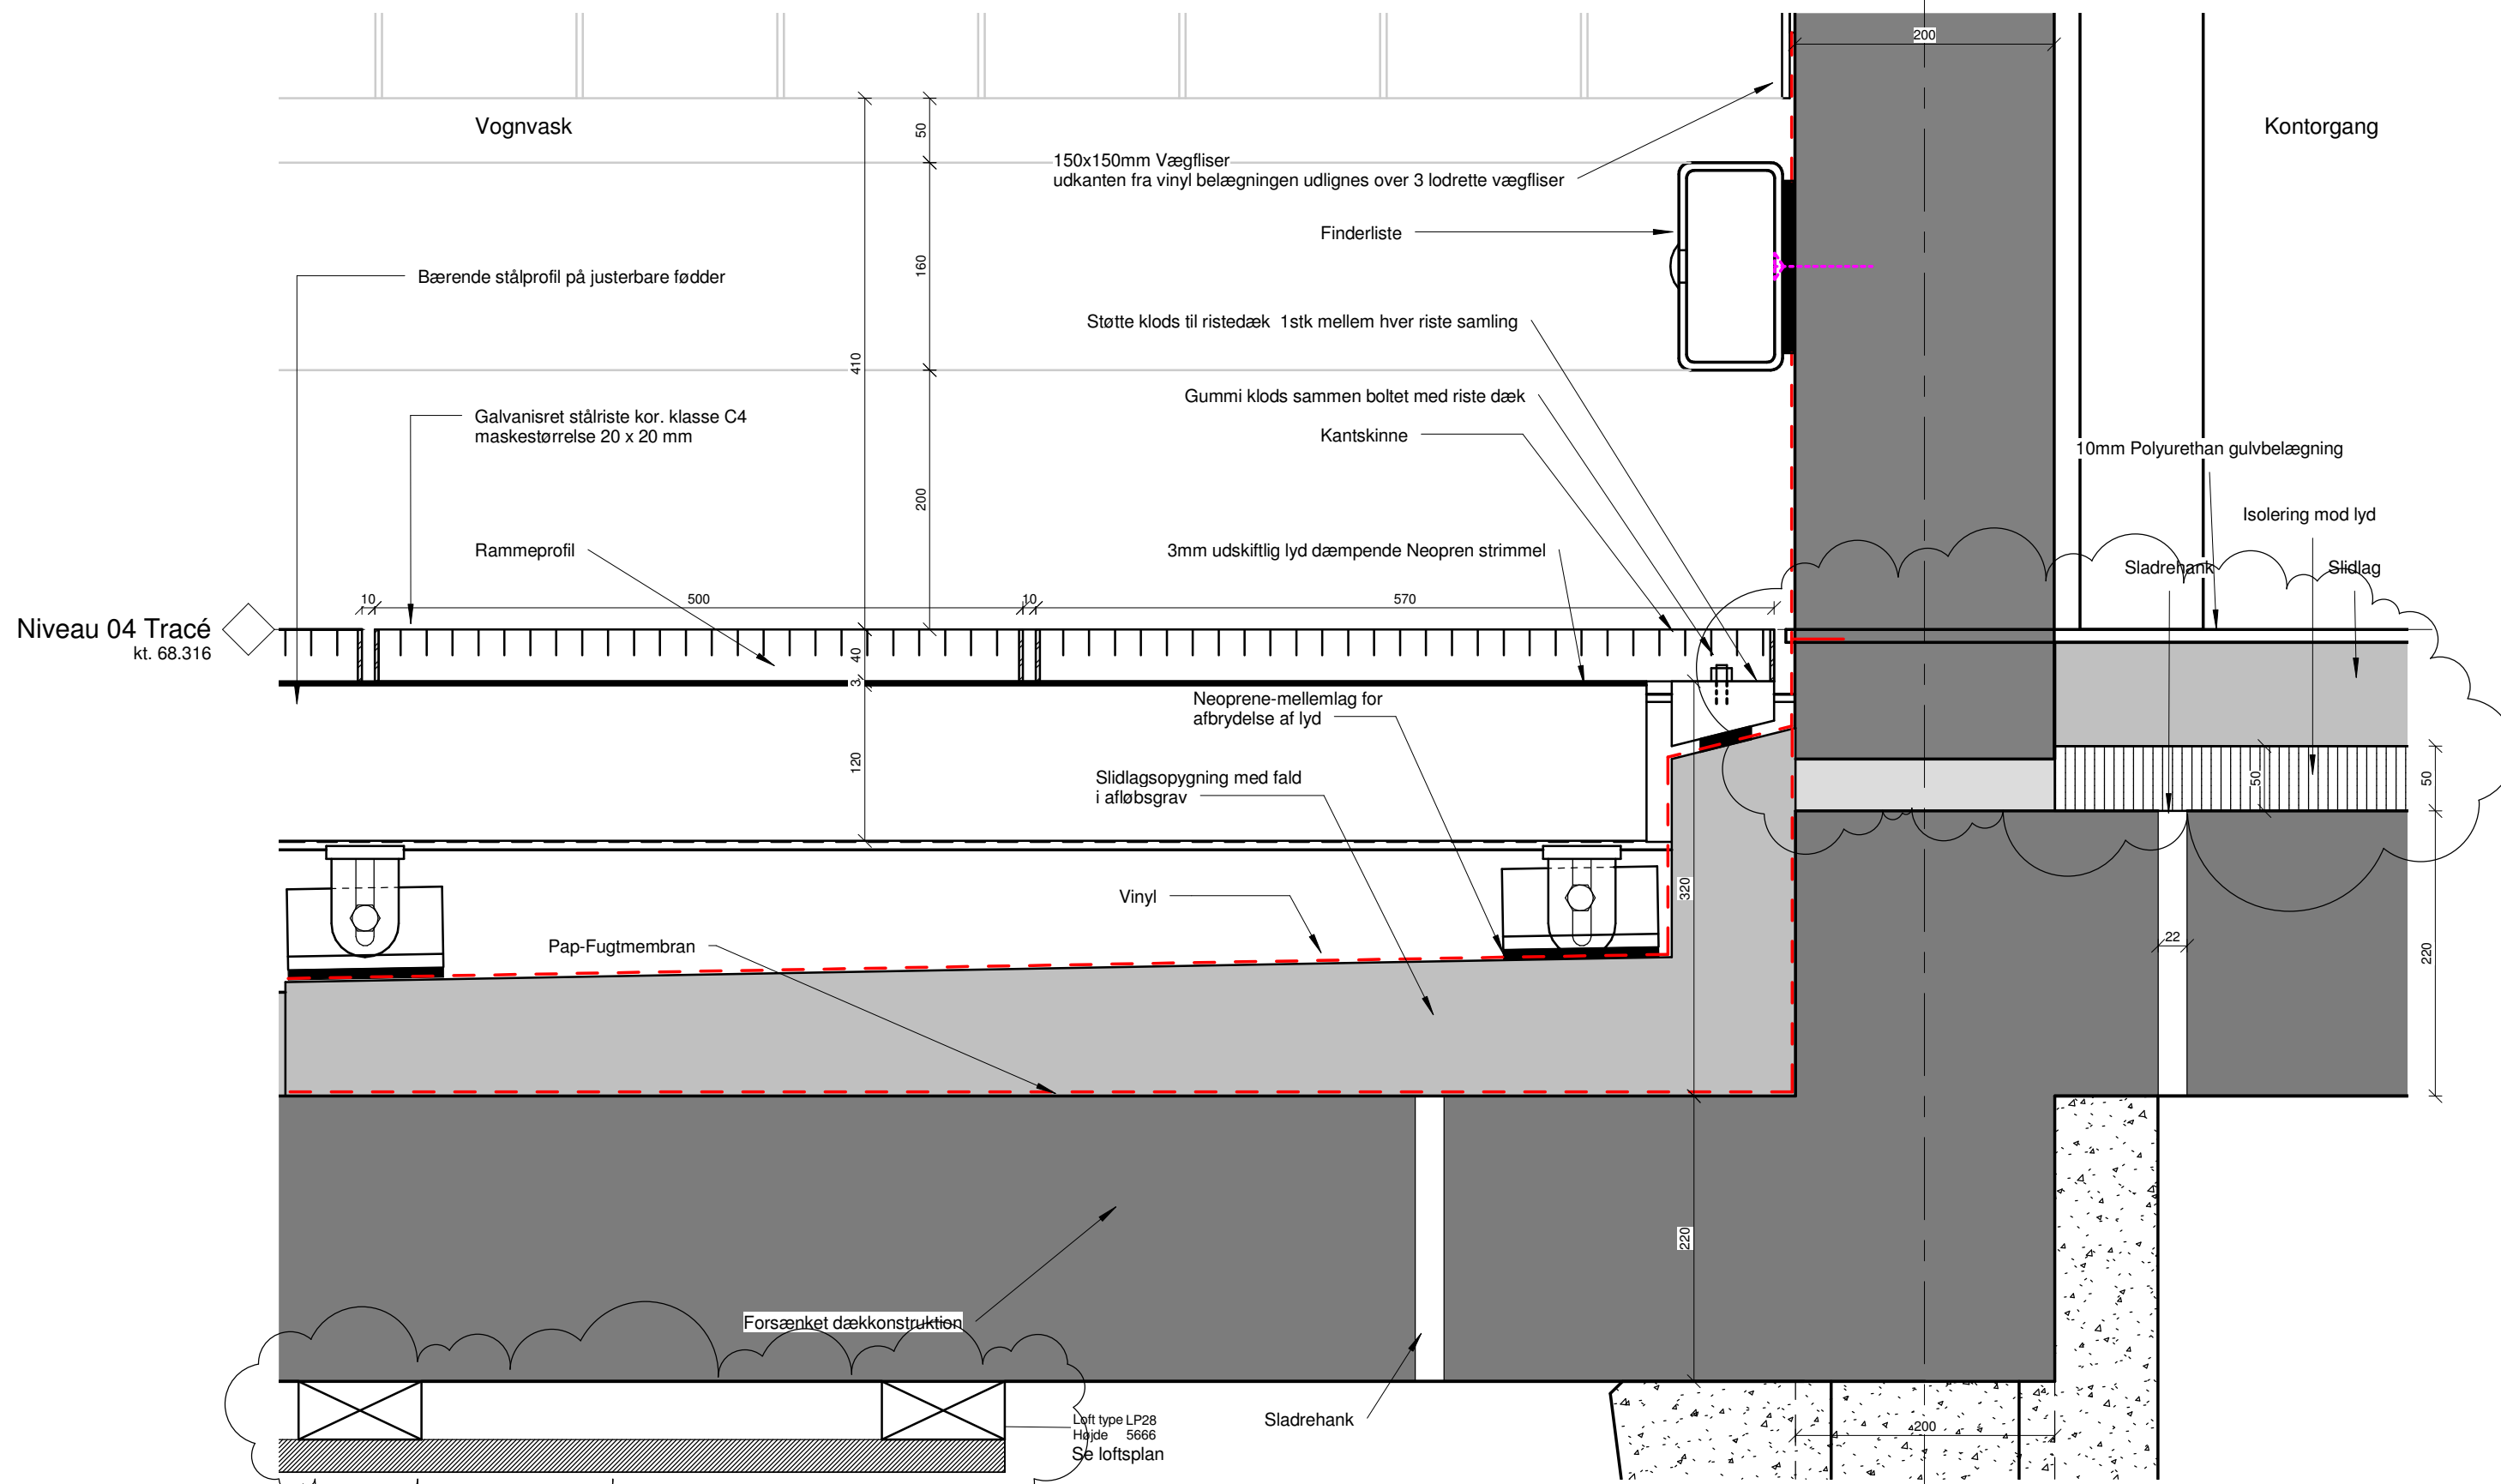 200
Vognvask
50
Kontorgang
150x150mm Vægfliser
udkanten fra vinyl belægningen udlignes over 3 lodrette vægfliser
Finderliste
160
Bærende stålprofil på justerbare fødder
Støtte klods til ristedæk 1stk mellem hver riste samling
410
Gummi klods sammen boltet med riste dæk
Galvanisret stålriste kor. klasse C4
maskestørrelse 20 x 20 mm
Kantskinne
10mm Polyurethan gulvbelægning
200
Isolering mod lyd
Rammeprofil
3mm udskiftlig lyd dæmpende Neopren strimmel
Sladrehank
Slidlag
10
500
10
570
Niveau 04 Tracé
kt. 68.316
40
3
Neoprene-mellemlag for
afbrydelse af lyd
120
Slidlagsopygning med fald
i afløbsgrav
50
50
320
Vinyl
Pap-Fugtmembran
22
220
220
Forsænket dækkonstruktion
Loft type LP28
Højde 5666
Se loftsplan
Sladrehank
200